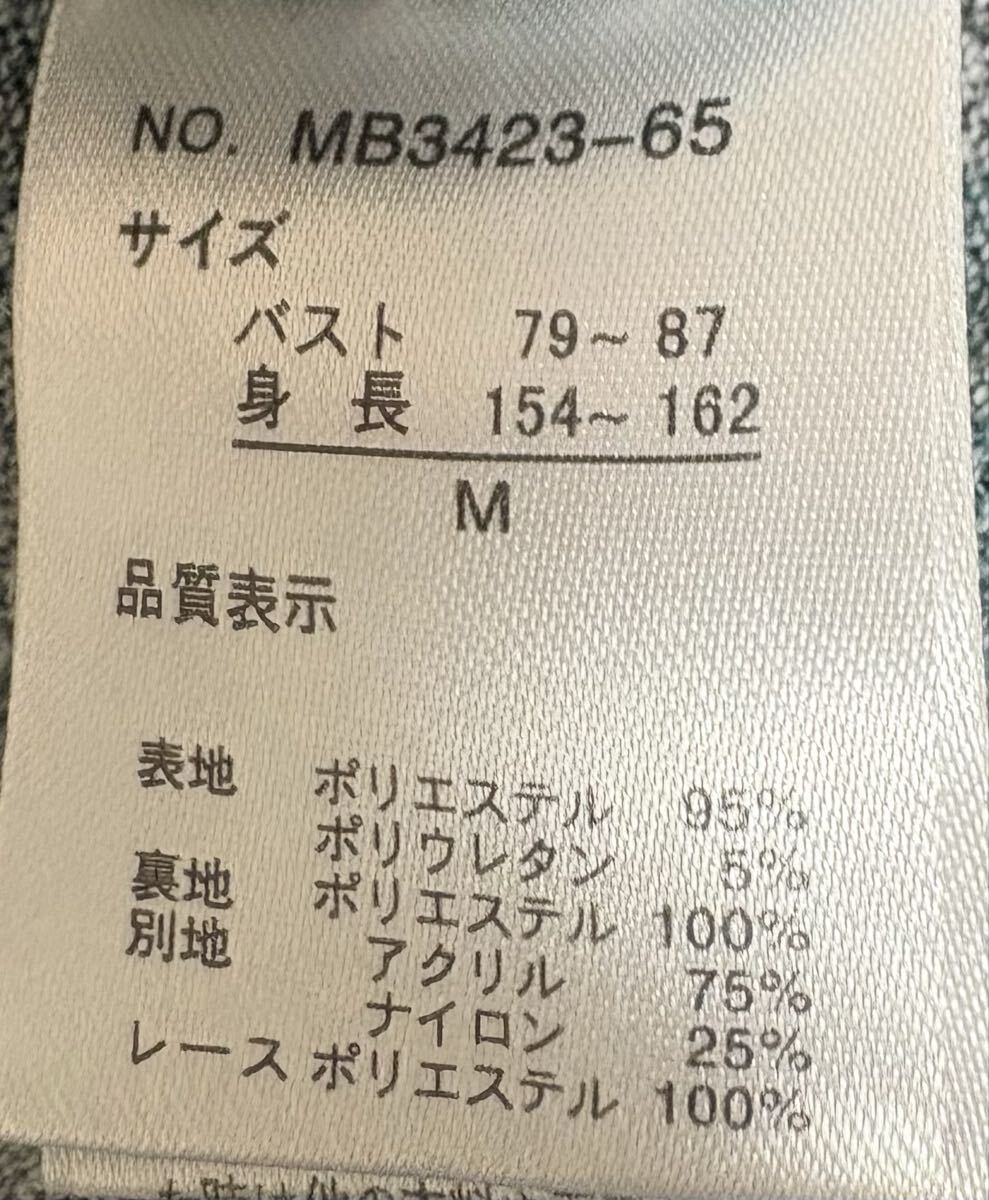 NO. MB3423-65
サイズ
バスト 79~ 87
身 長 154~ 162
M
品質表示
表地 ポリエステル 95%
ポリウレタン 5%
裏地 ポリエステル 100%
別地 アクリル 75%
ナイロン 25%
レース ポリエステル 100%